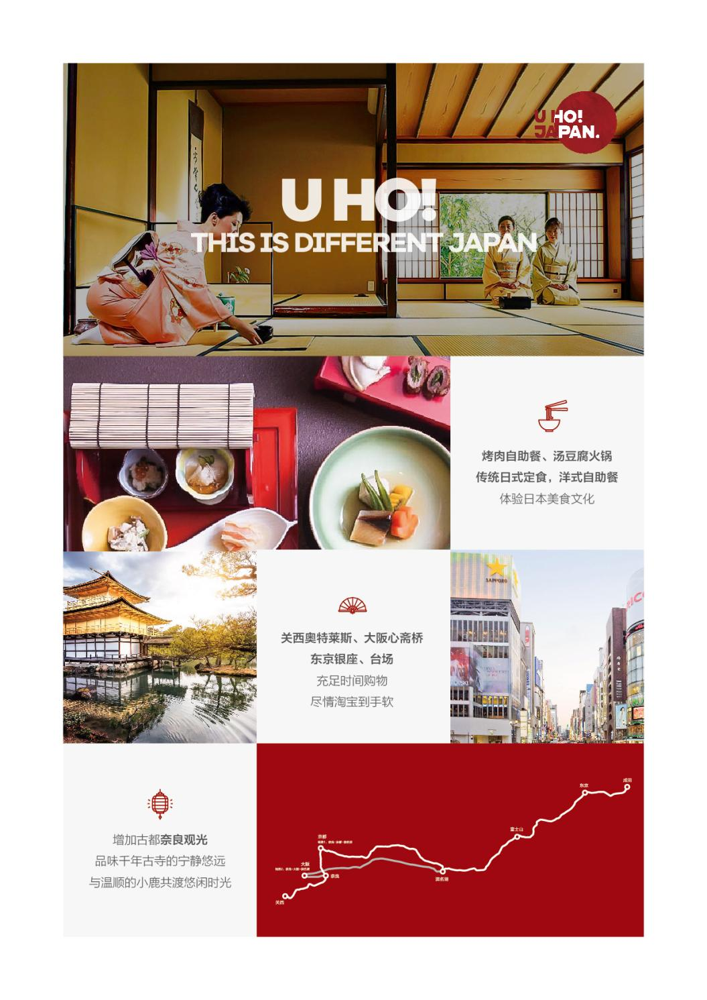 U HO!
JAPAN.
U HO!
THIS IS DIFFERENT JAPAN
烤肉自助餐、汤豆腐火锅
传统日式定食，洋式自助餐
体验日本美食文化
SAPPORO
关西奥特莱斯、大阪心斋桥
东京银座、台场
充足时间购物
尽情淘宝到手软
增加古都奈良观光
品味千年古寺的宁静悠远
与温顺的小鹿共渡悠闲时光
成田
东京
富士山
京都
大阪
奈良
滨名湖
关西